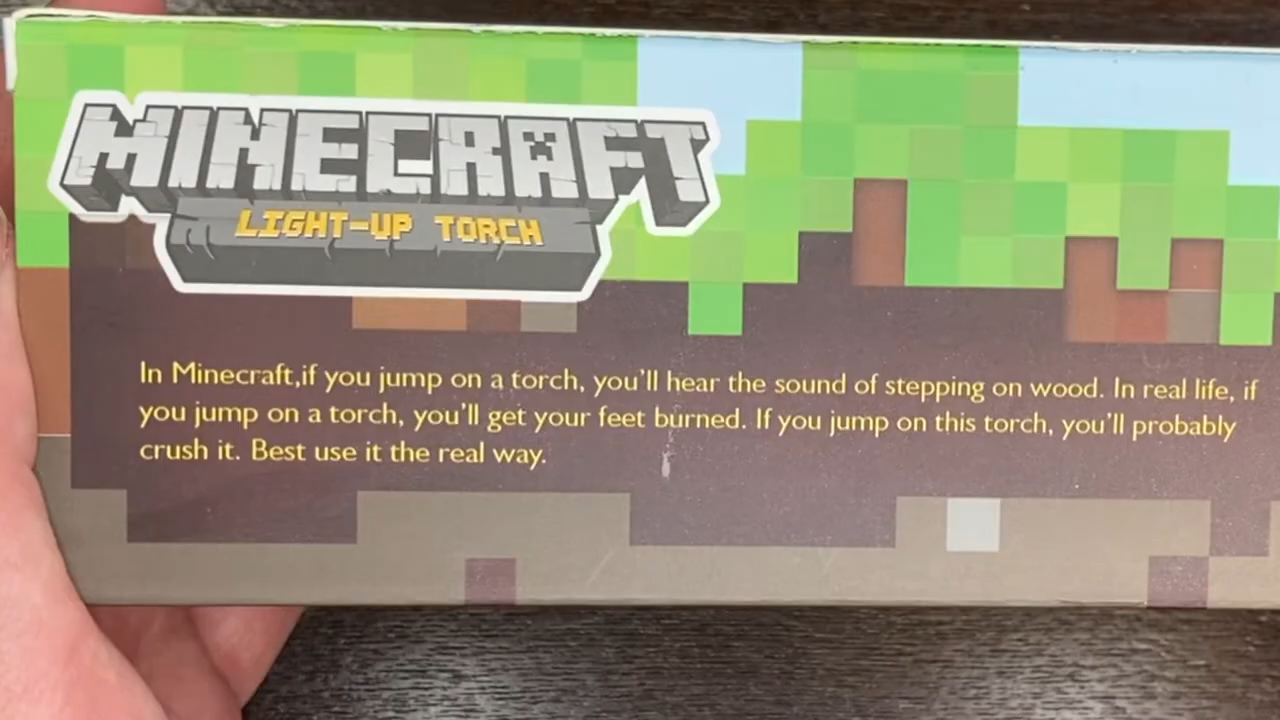 MINECRAFT
LIGHT-UP TORCH
In Minecraft,if you jump on a torch, you'll hear the sound of stepping on wood. In real life, if
you jump on a torch, you'll get your feet burned. If you jump on this torch, you'll probably
crush it. Best use it the real way.